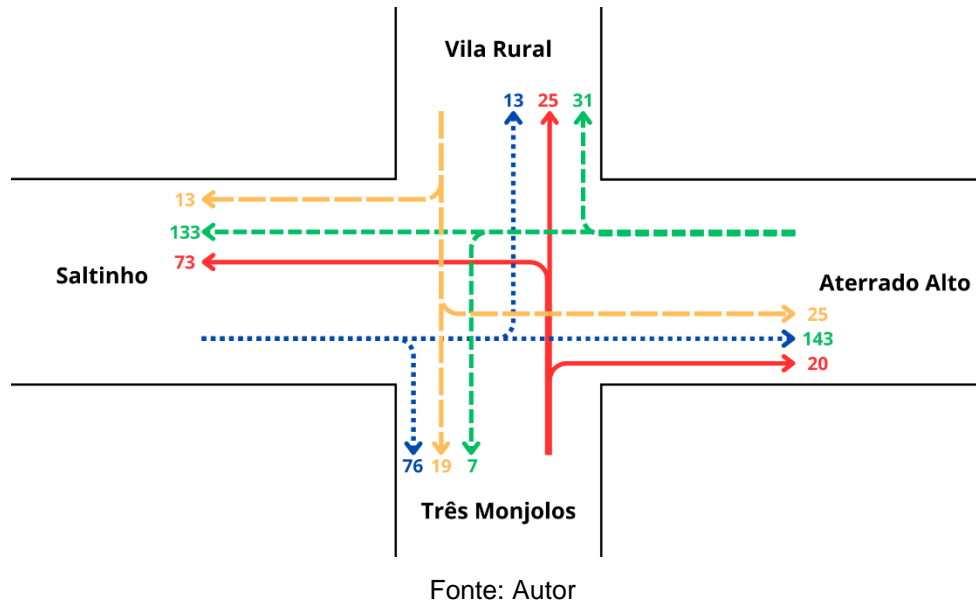 Vila Rural
13 25 31
13
133
73
Saltinho
Aterrado Alto
25
143
20
76 19 7
Três Monjolos
Fonte: Autor